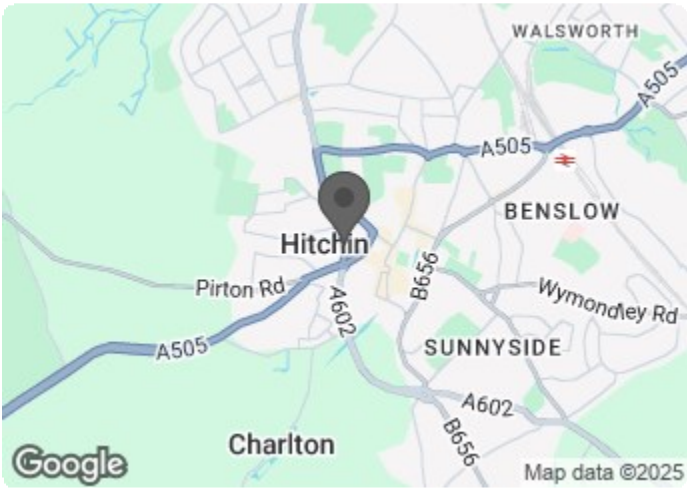 WALSWORTH
A505
A505
BENSLOW
Hitchin
Pirton Rd
A602
B656
Wymondley Rd
A505
SUNNYSIDE
A602
B656
Charlton
Google
Map data ©2025